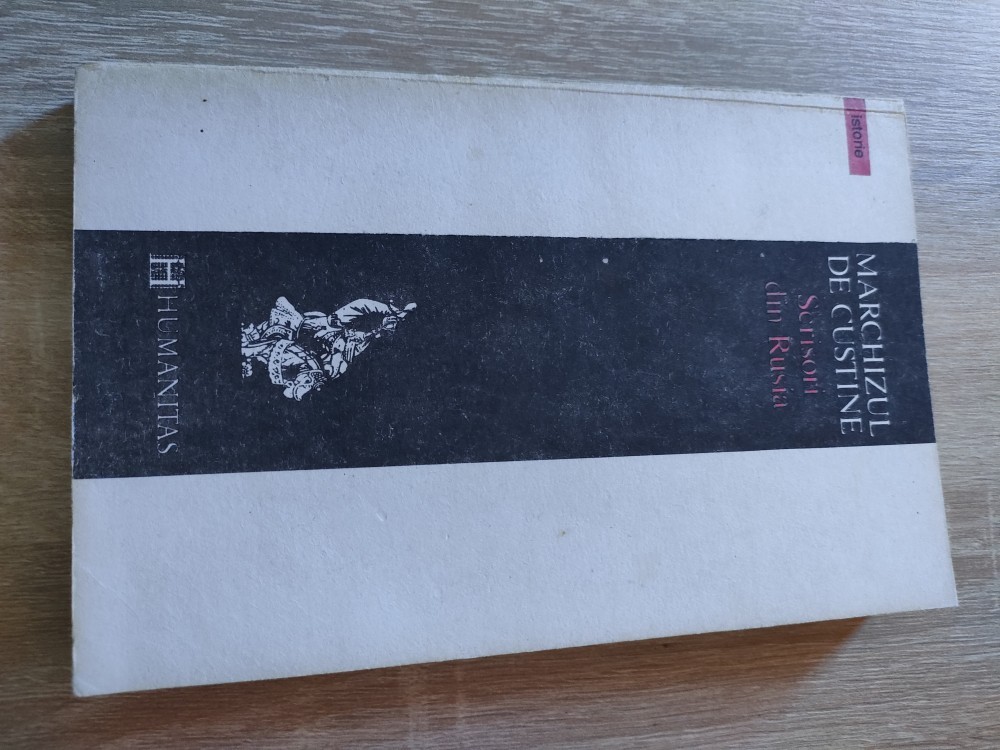 istorie
MARCHIZUL
DE CUSTINE
Scrisori
din Rusia
H HUMANITAS